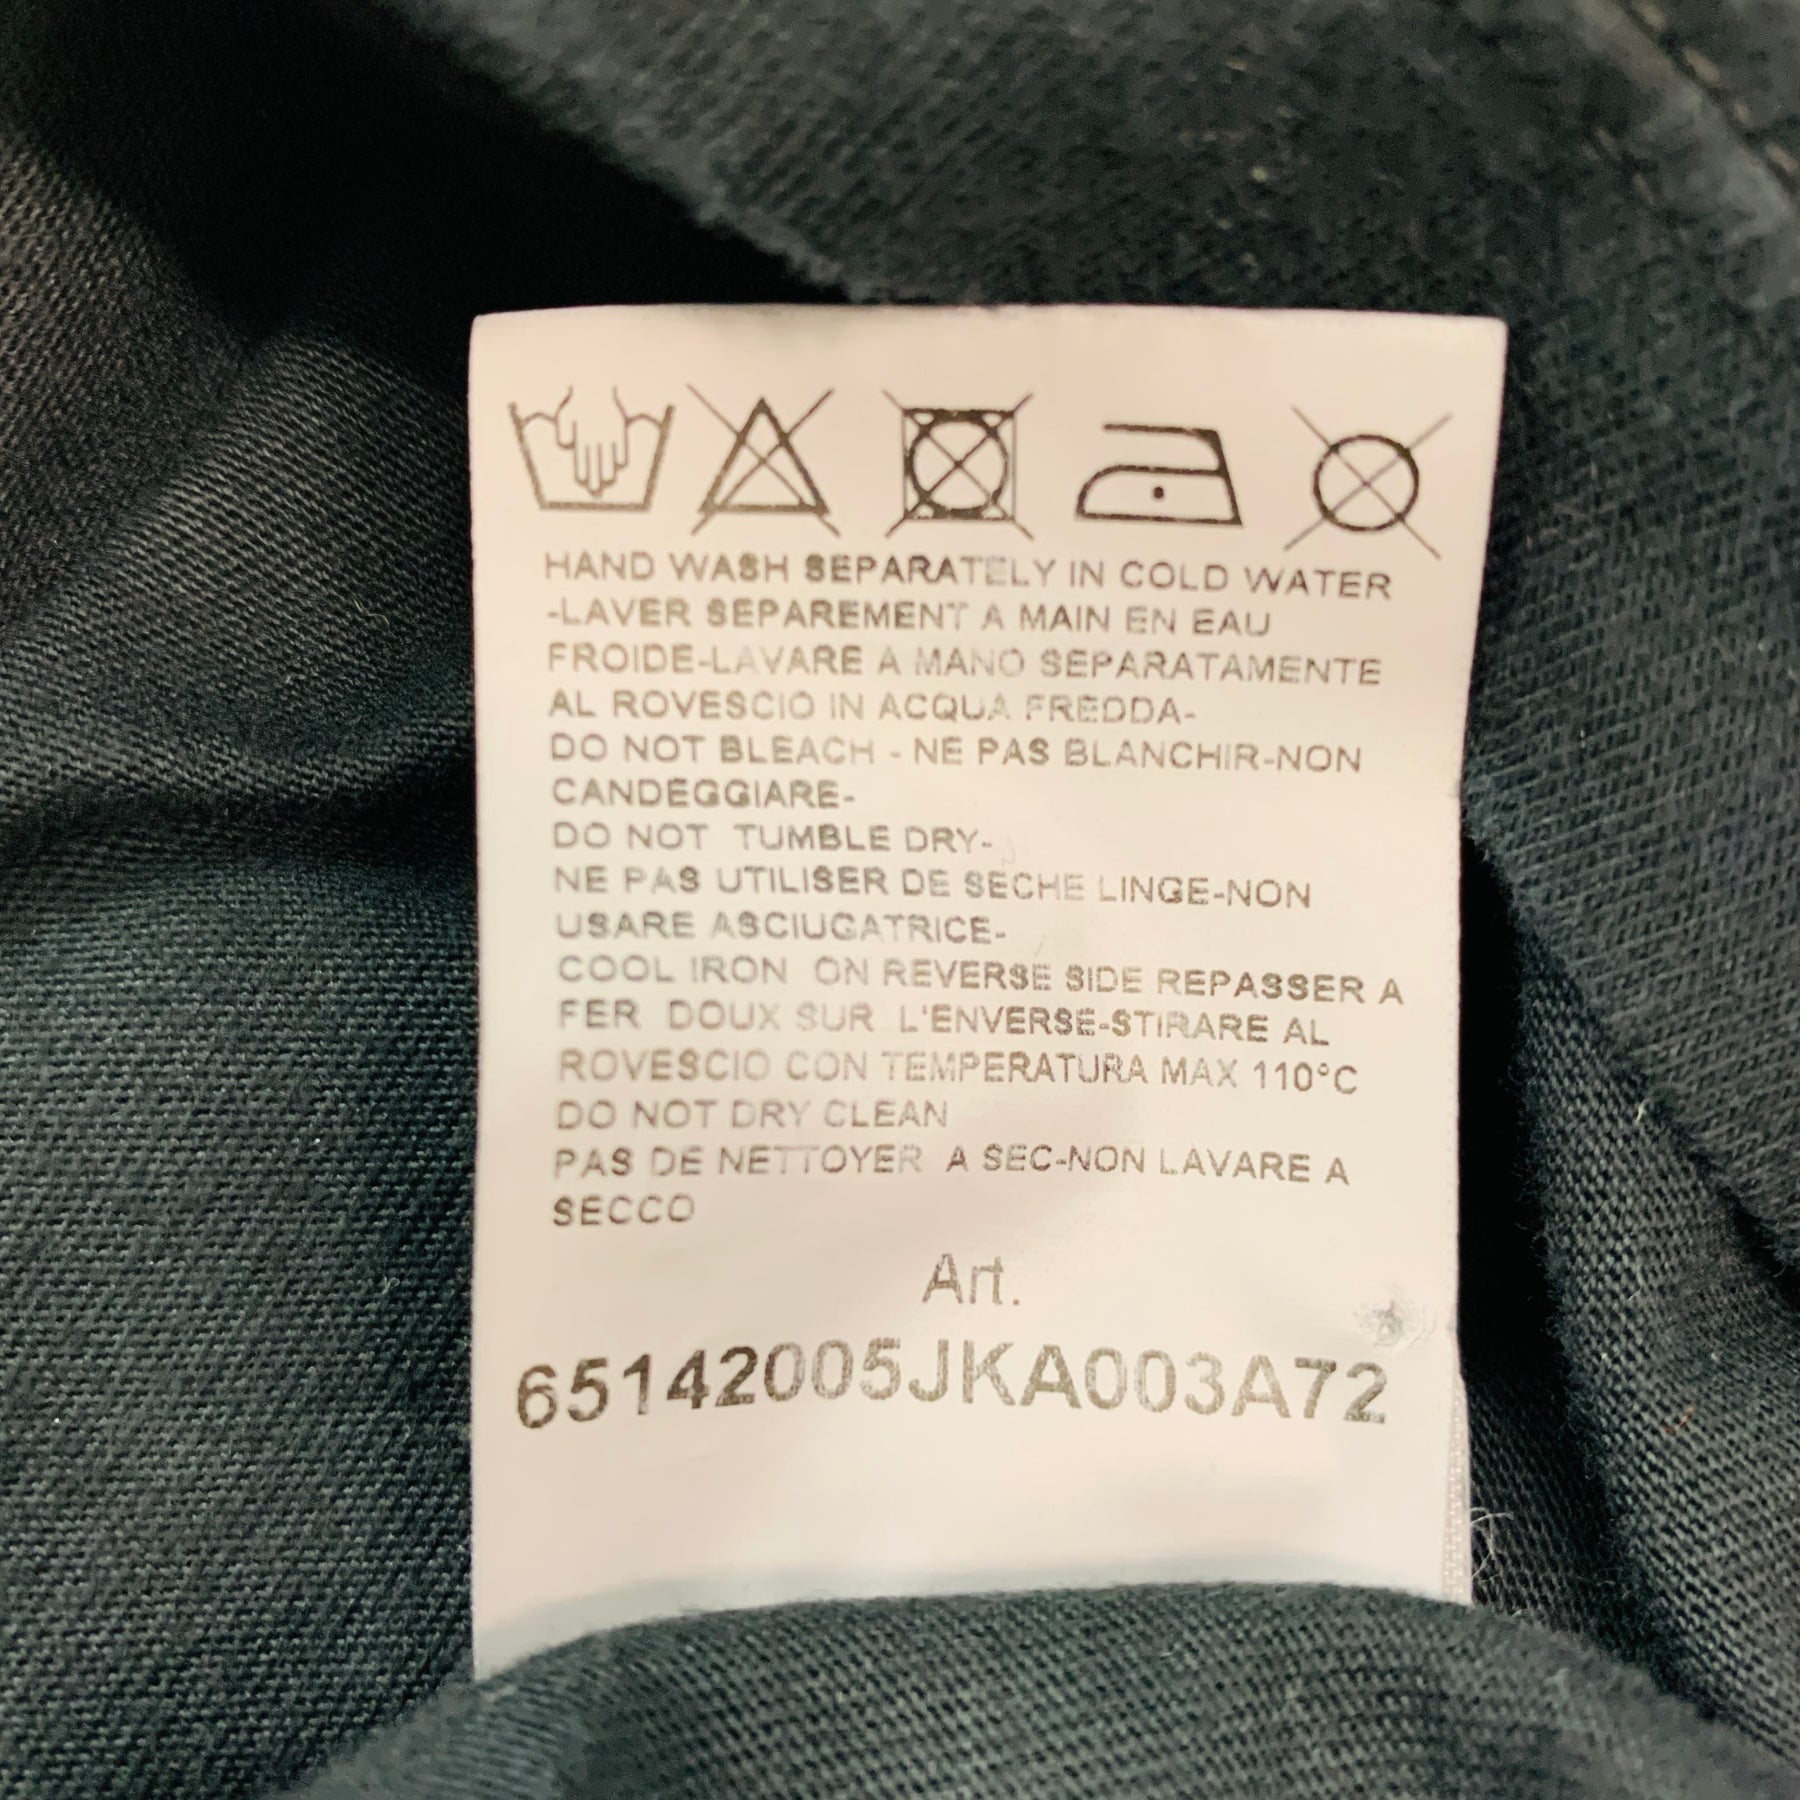 HAND WASH SEPARATELY IN COLD WATER
-LAVER SEPAREMENT A MAIN EN EAU
FROIDE-LAVARE A MANO SEPARATAMENTE
AL ROVESCIO IN ACQUA FREDDA-
DO NOT BLEACH - NE PAS BLANCHIR-NON
CANDEGGIARE-
DO NOT TUMBLE DRY-
NE PAS UTILISER DE SECHE LINGE-NON
USARE ASCIUGATRICE-
COOL IRON ON REVERSE SIDE REPASSER A
FER DOUX SUR L'ENVERSE-STIRARE AL
ROVESCIO CON TEMPERATURA MAX 110°C
DO NOT DRY CLEAN
PAS DE NETTOYER A SEC-NON LAVARE A
SECCO
Art.
65142005JKA003A72